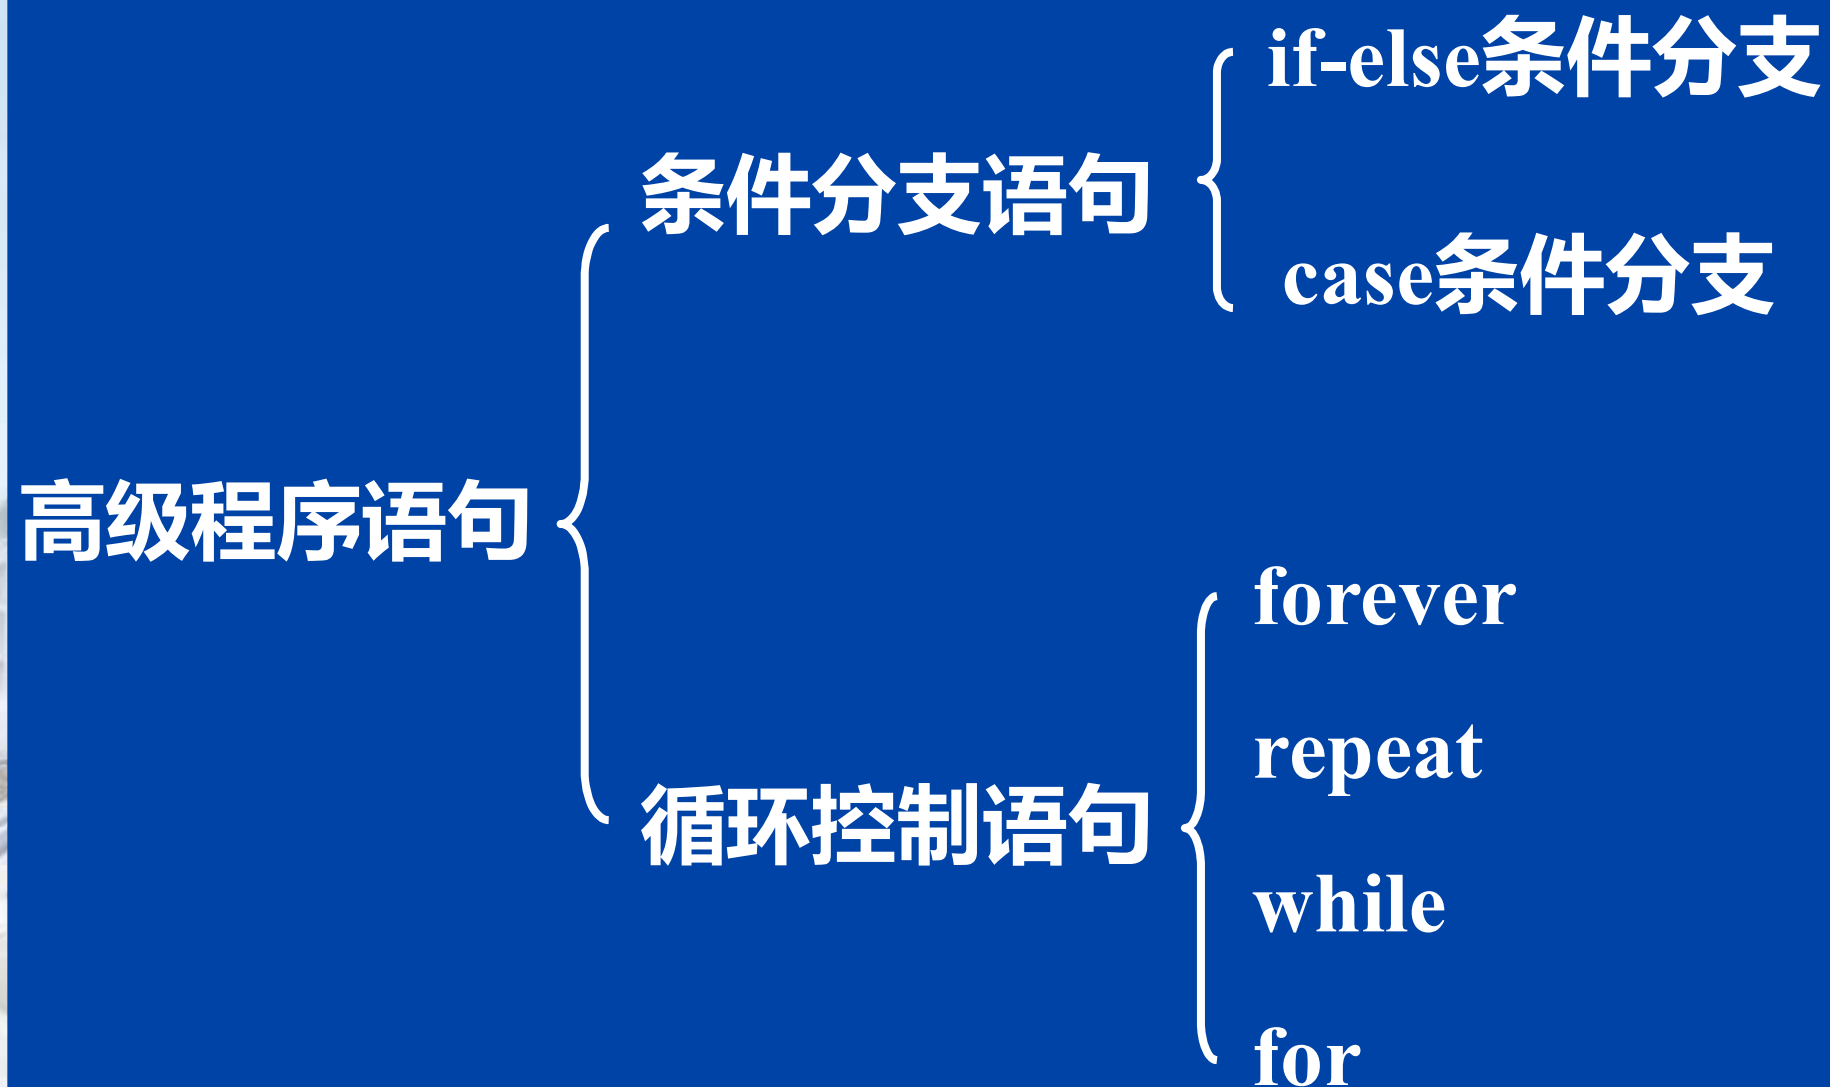 if-else条件分支
条件分支语句
case条件分支
高级程序语句
forever
repeat
循环控制语句
while
for